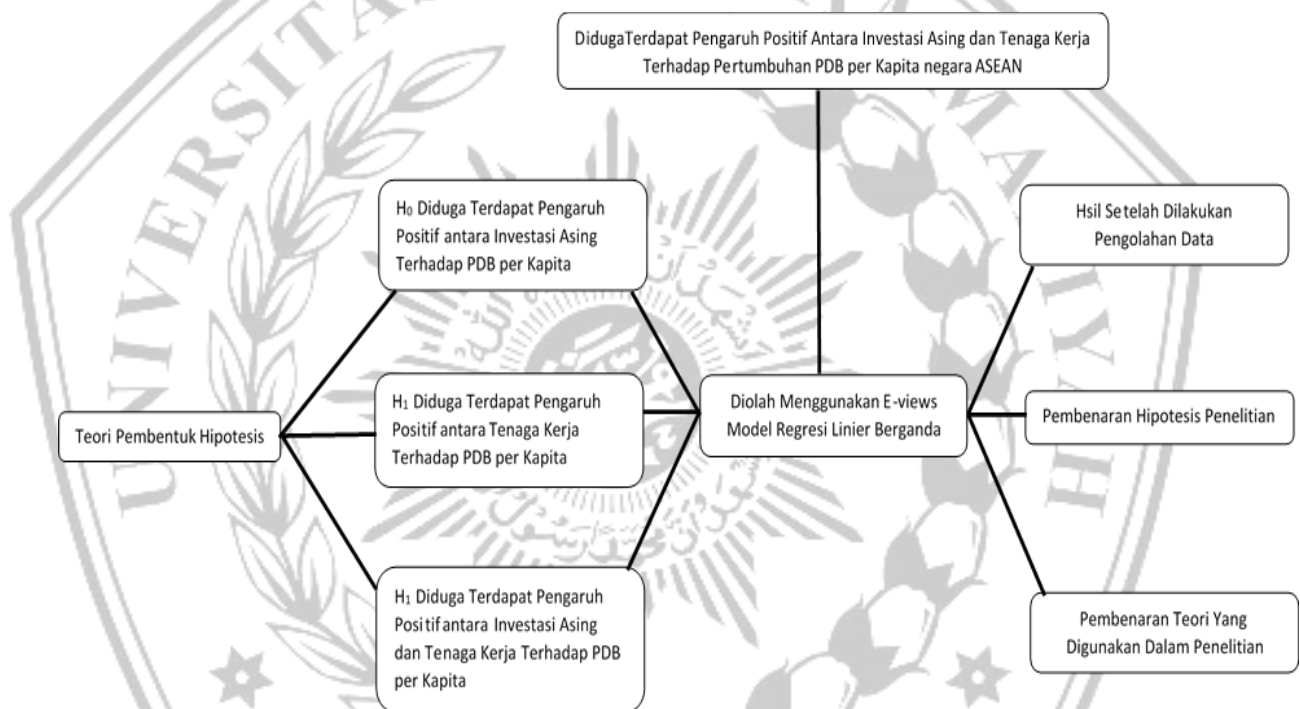 DidugaTerdapat Pengaruh Positif Antara Investasi Asing dan Tenaga Kerja
Terhadap Pertumbuhan PDB per Kapita negara ASEAN
H₀ Diduga Terdapat Pengaruh
Positif antara Investasi Asing
Terhadap PDB per Kapita
Hsil Setelah Dilakukan
Pengolahan Data
Teori Pembentuk Hipotesis
H₁ Diduga Terdapat Pengaruh
Positif antara Tenaga Kerja
Terhadap PDB per Kapita
Diolah Menggunakan E-views
Model Regresi Linier Berganda
Pembenaran Hipotesis Penelitian
H₁ Diduga Terdapat Pengaruh
Positif antara Investasi Asing
dan Tenaga Kerja Terhadap PDB
per Kapita
Pembenaran Teori Yang
Digunakan Dalam Penelitian